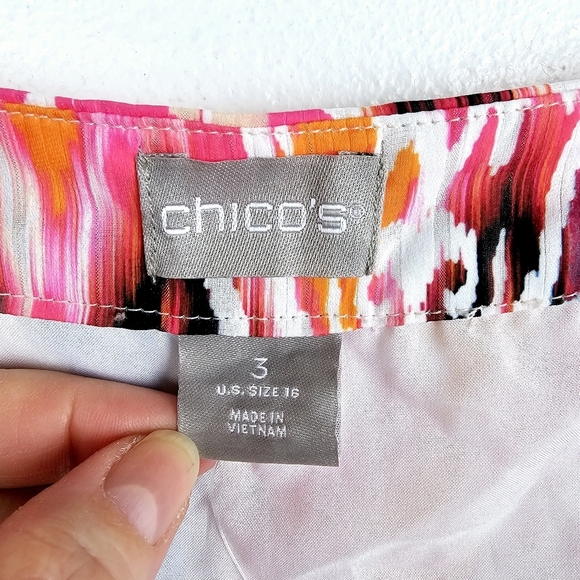 chico's®
3
U.S. SIZE 16
MADE IN
VIETNAM